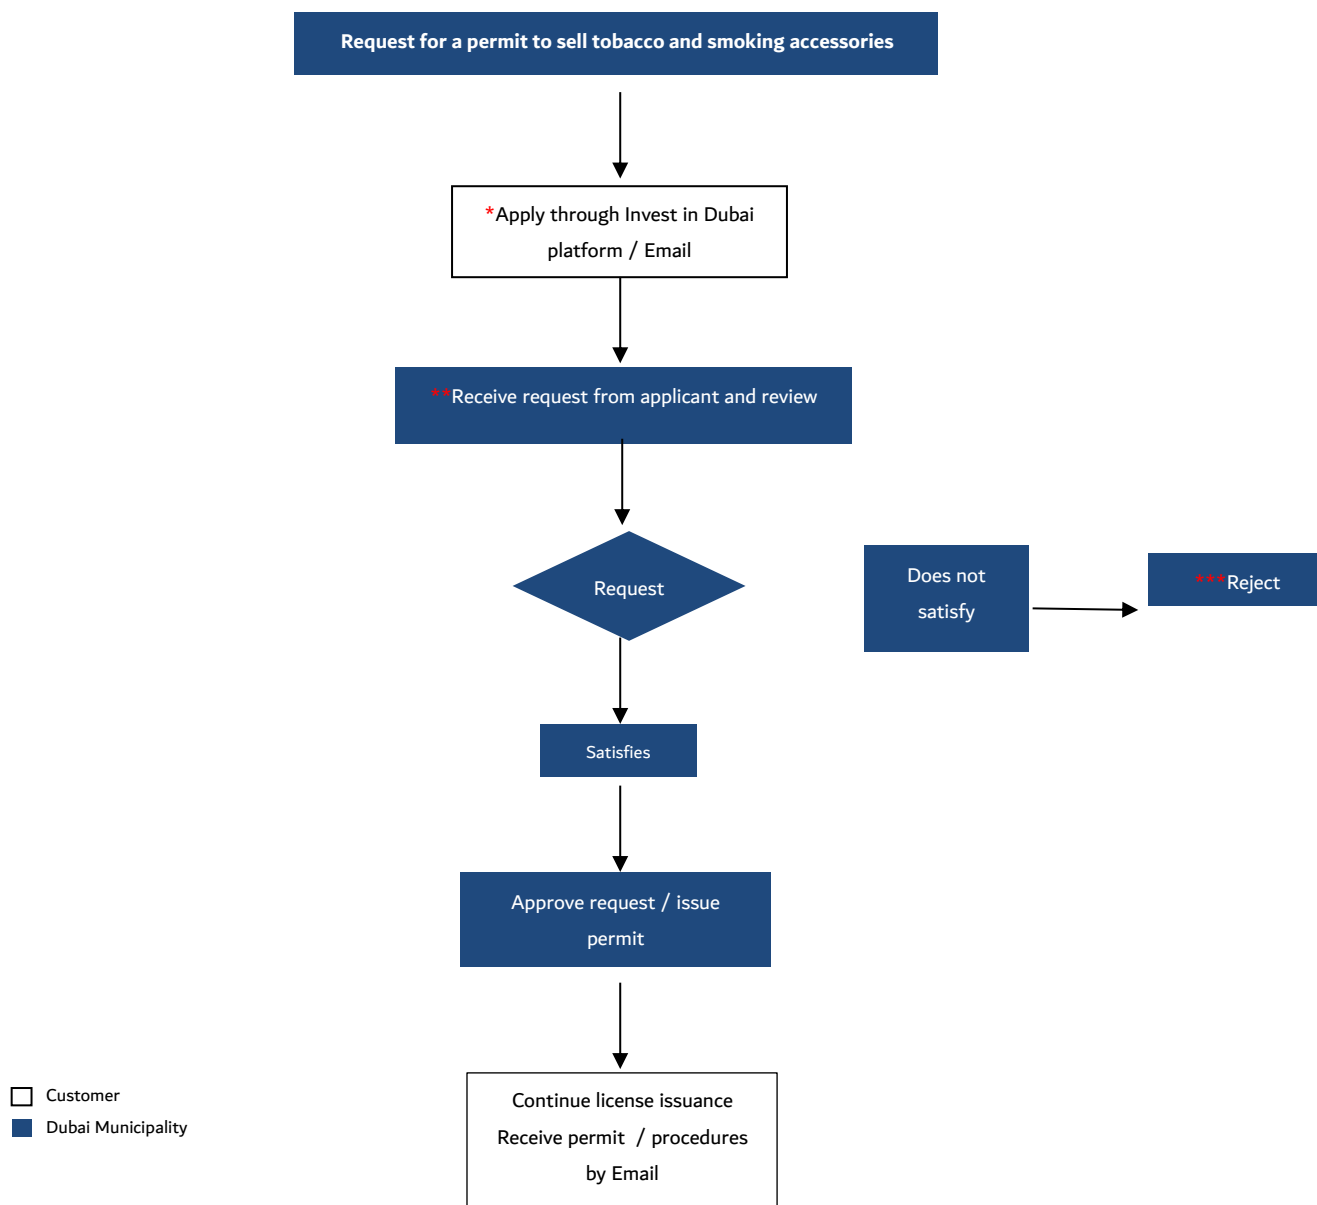 Request for a permit to sell tobacco and smoking accessories
*Apply through Invest in Dubai
platform / Email
**Receive request from applicant and review
Request
Does not
satisfy
***Reject
Satisfies
Approve request / issue
permit
Continue license issuance
Receive permit / procedures
by Email
Customer
Dubai Municipality